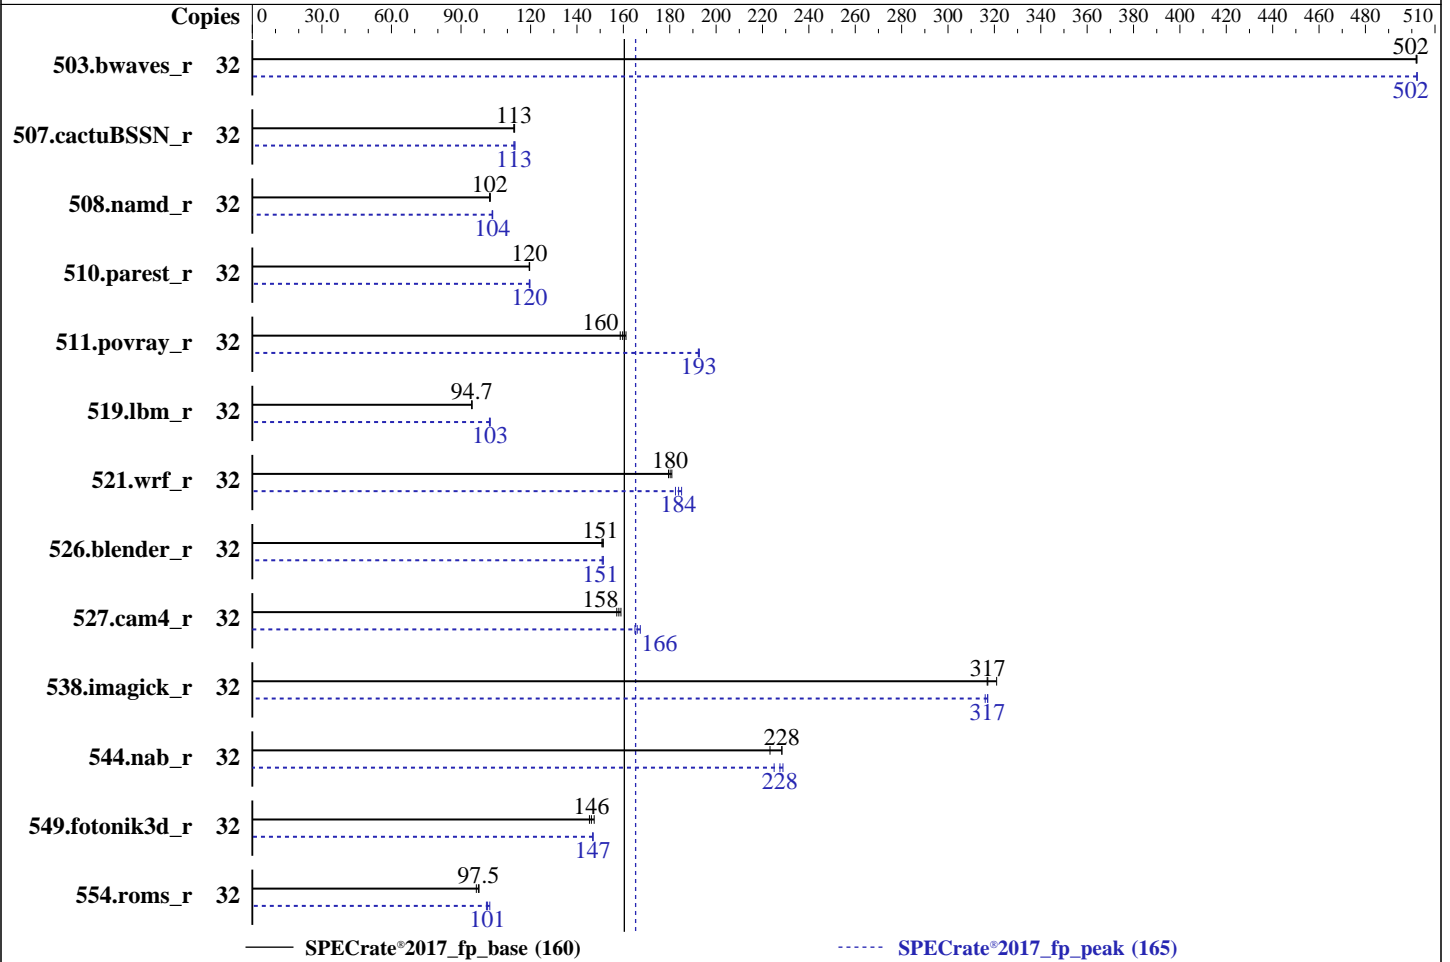 Copies 0 30.0 60.0 90.0 120 140 160 180 200 220 240 260 280 300 320 340 360 380 400 420 440 460 480 510
503.bwaves_r 32 502
502
507.cactuBSSN_r 32 113
113
508.namd_r 32 102
104
510.parest_r 32 120
120
511.povray_r 32 160
193
519.lbm_r 32 94.7
103
521.wrf_r 32 180
184
526.blender_r 32 151
151
527.cam4_r 32 158
166
538.imagick_r 32 317
317
544.nab_r 32 228
228
549.fotonik3d_r 32 146
147
554.roms_r 32 97.5
101
SPECrate®2017_fp_base (160) SPECrate®2017_fp_peak (165)